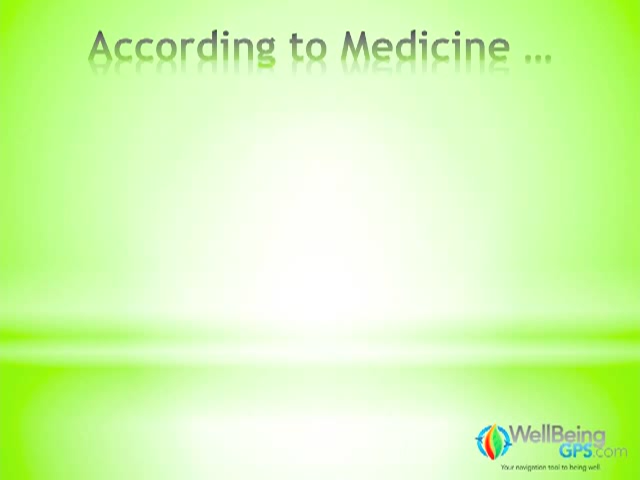 According to Medicine ...
WellBeing
GPS.com
Your navigation tool to being well.